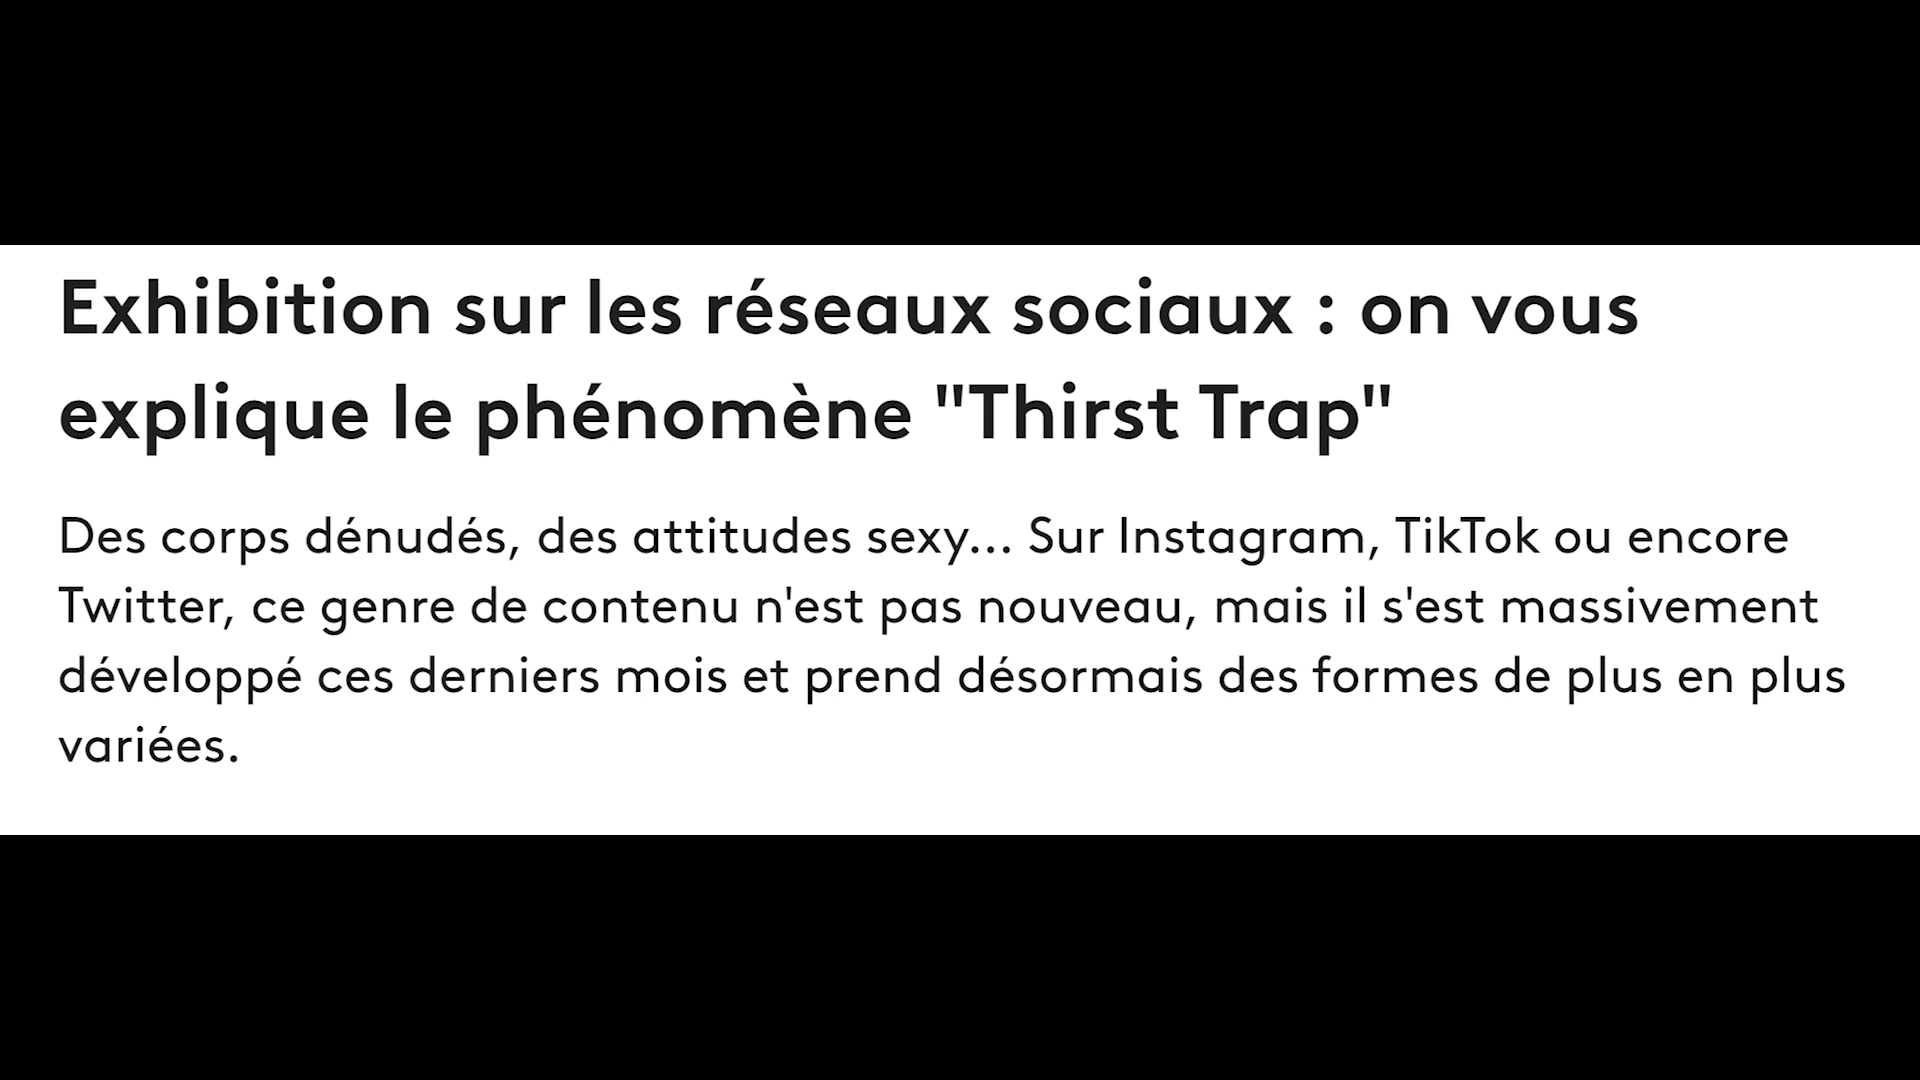 Exhibition sur les réseaux sociaux : on vous
explique le phénomène "Thirst Trap"
Des corps dénudés, des attitudes sexy... Sur Instagram, TikTok ou encore
Twitter, ce genre de contenu n'est pas nouveau, mais il s'est massivement
développé ces derniers mois et prend désormais des formes de plus en plus
variées.